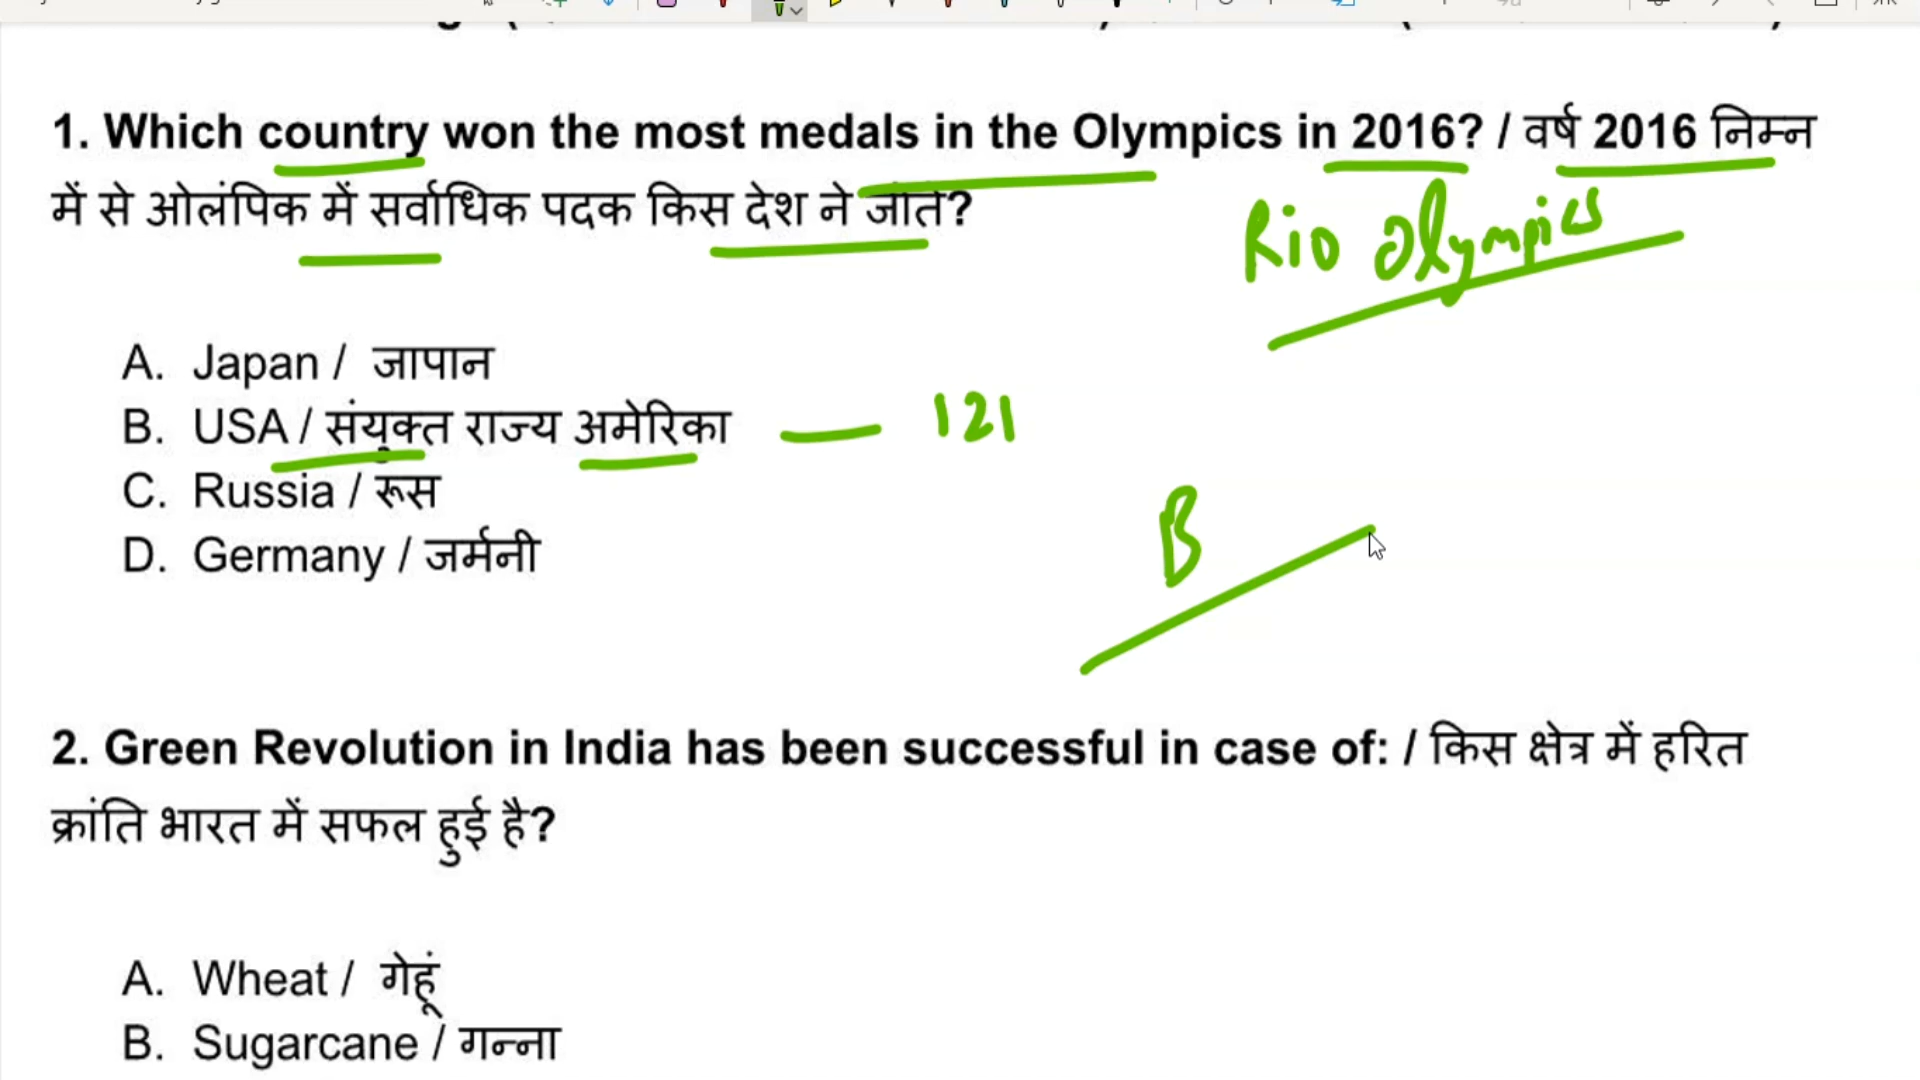 1. Which country won the most medals in the Olympics in 2016? / वर्ष 2016 निम्न
में से ओलंपिक में सर्वाधिक पदक किस देश ने जीते?
Rio Olympics
A. Japan / जापान
B. USA / संयुक्त राज्य अमेरिका — 121
C. Russia / रूस
B
D. Germany / जर्मनी
2. Green Revolution in India has been successful in case of: / किस क्षेत्र में हरित
क्रांति भारत में सफल हुई है?
A. Wheat / गेहूं
B. Sugarcane / गन्ना